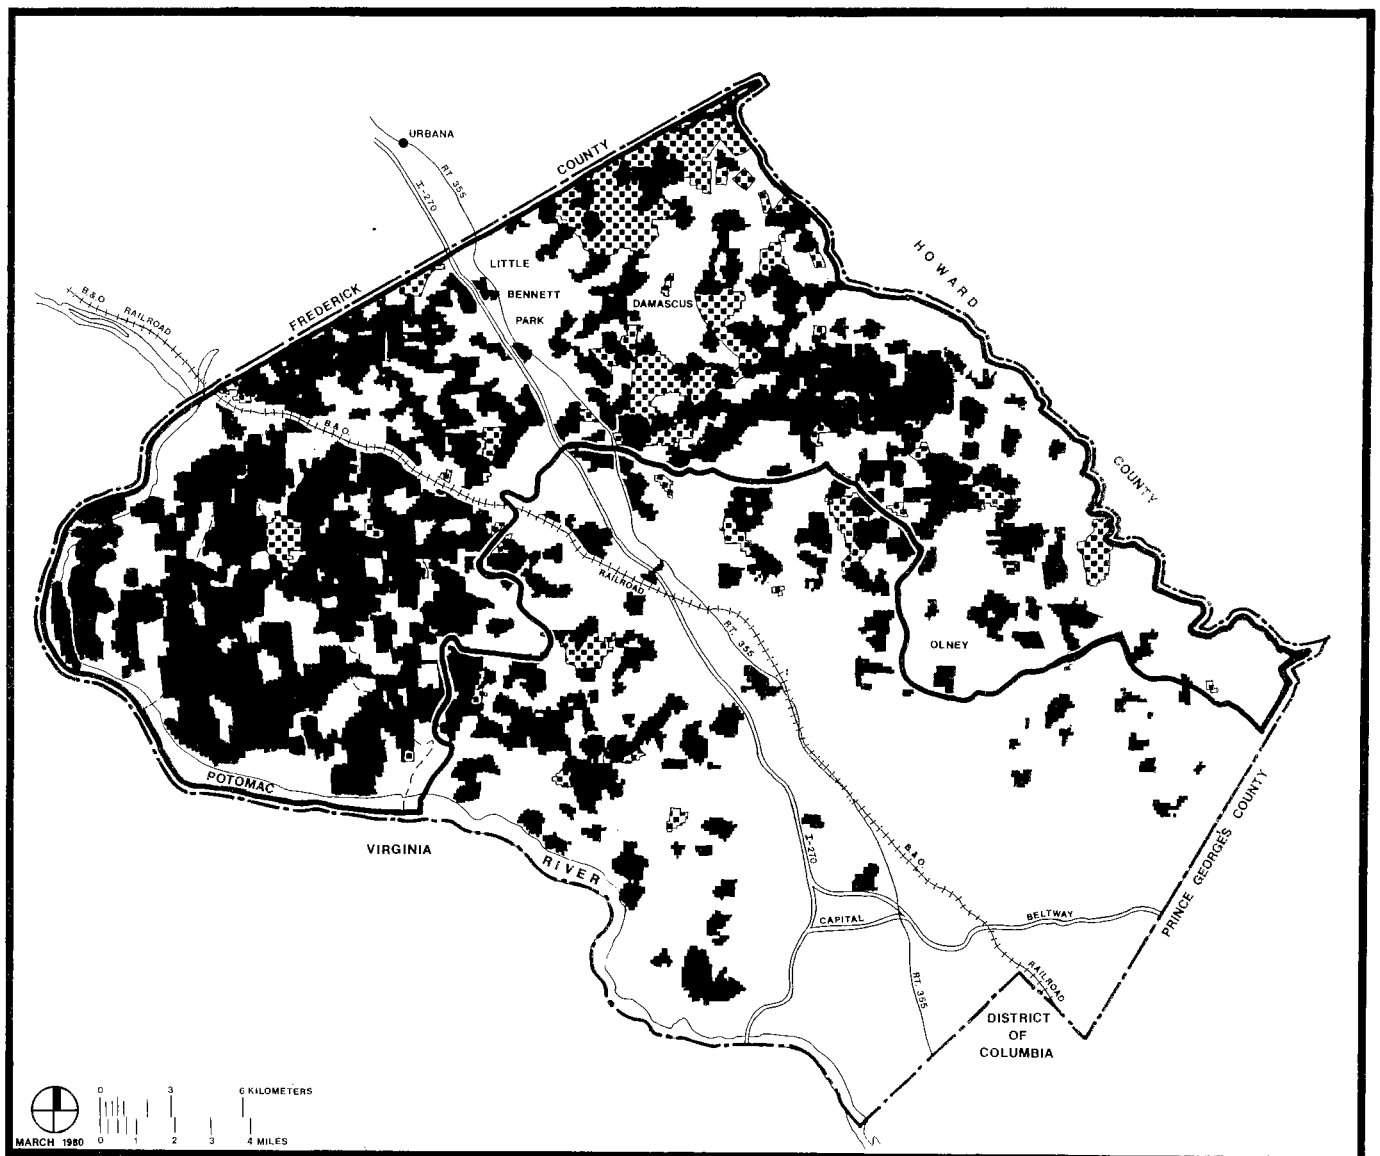 URBANA
COUNTY
RT. 355
I-270
HOWARD
LITTLE
BENNETT
PARK
DAMASCUS
FREDERICK
B&O RAILROAD
B.&O.
COUNTY
RAILROAD
RT. 355
OLNEY
POTOMAC
VIRGINIA
RIVER
I-270
B.&O.
PRINCE GEORGE'S COUNTY
CAPITAL
BELTWAY
RT. 355
RAILROAD
DISTRICT
OF
COLUMBIA
0 3 6 KILOMETERS
MARCH 1980
0 1 2 3 4 MILES